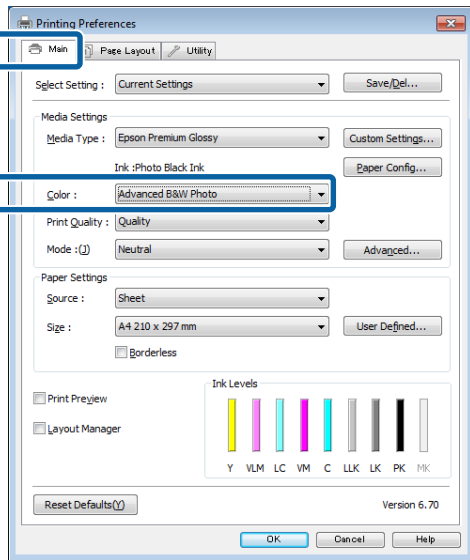 Printing Preferences
Main Page Layout Utility
Select Setting : Current Settings Save/Del...
Media Settings
Media Type : Epson Premium Glossy Custom Settings...
Ink :Photo Black Ink Paper Config...
Color : Advanced B&W Photo
Print Quality : Quality
Mode :(J) Neutral Advanced...
Paper Settings
Source : Sheet
Size : A4 210 x 297 mm User Defined...
Borderless
Ink Levels
Print Preview
Layout Manager
Y VLM LC VM C LLK LK PK MK
Reset Defaults(Y) Version 6.70
OK Cancel Help